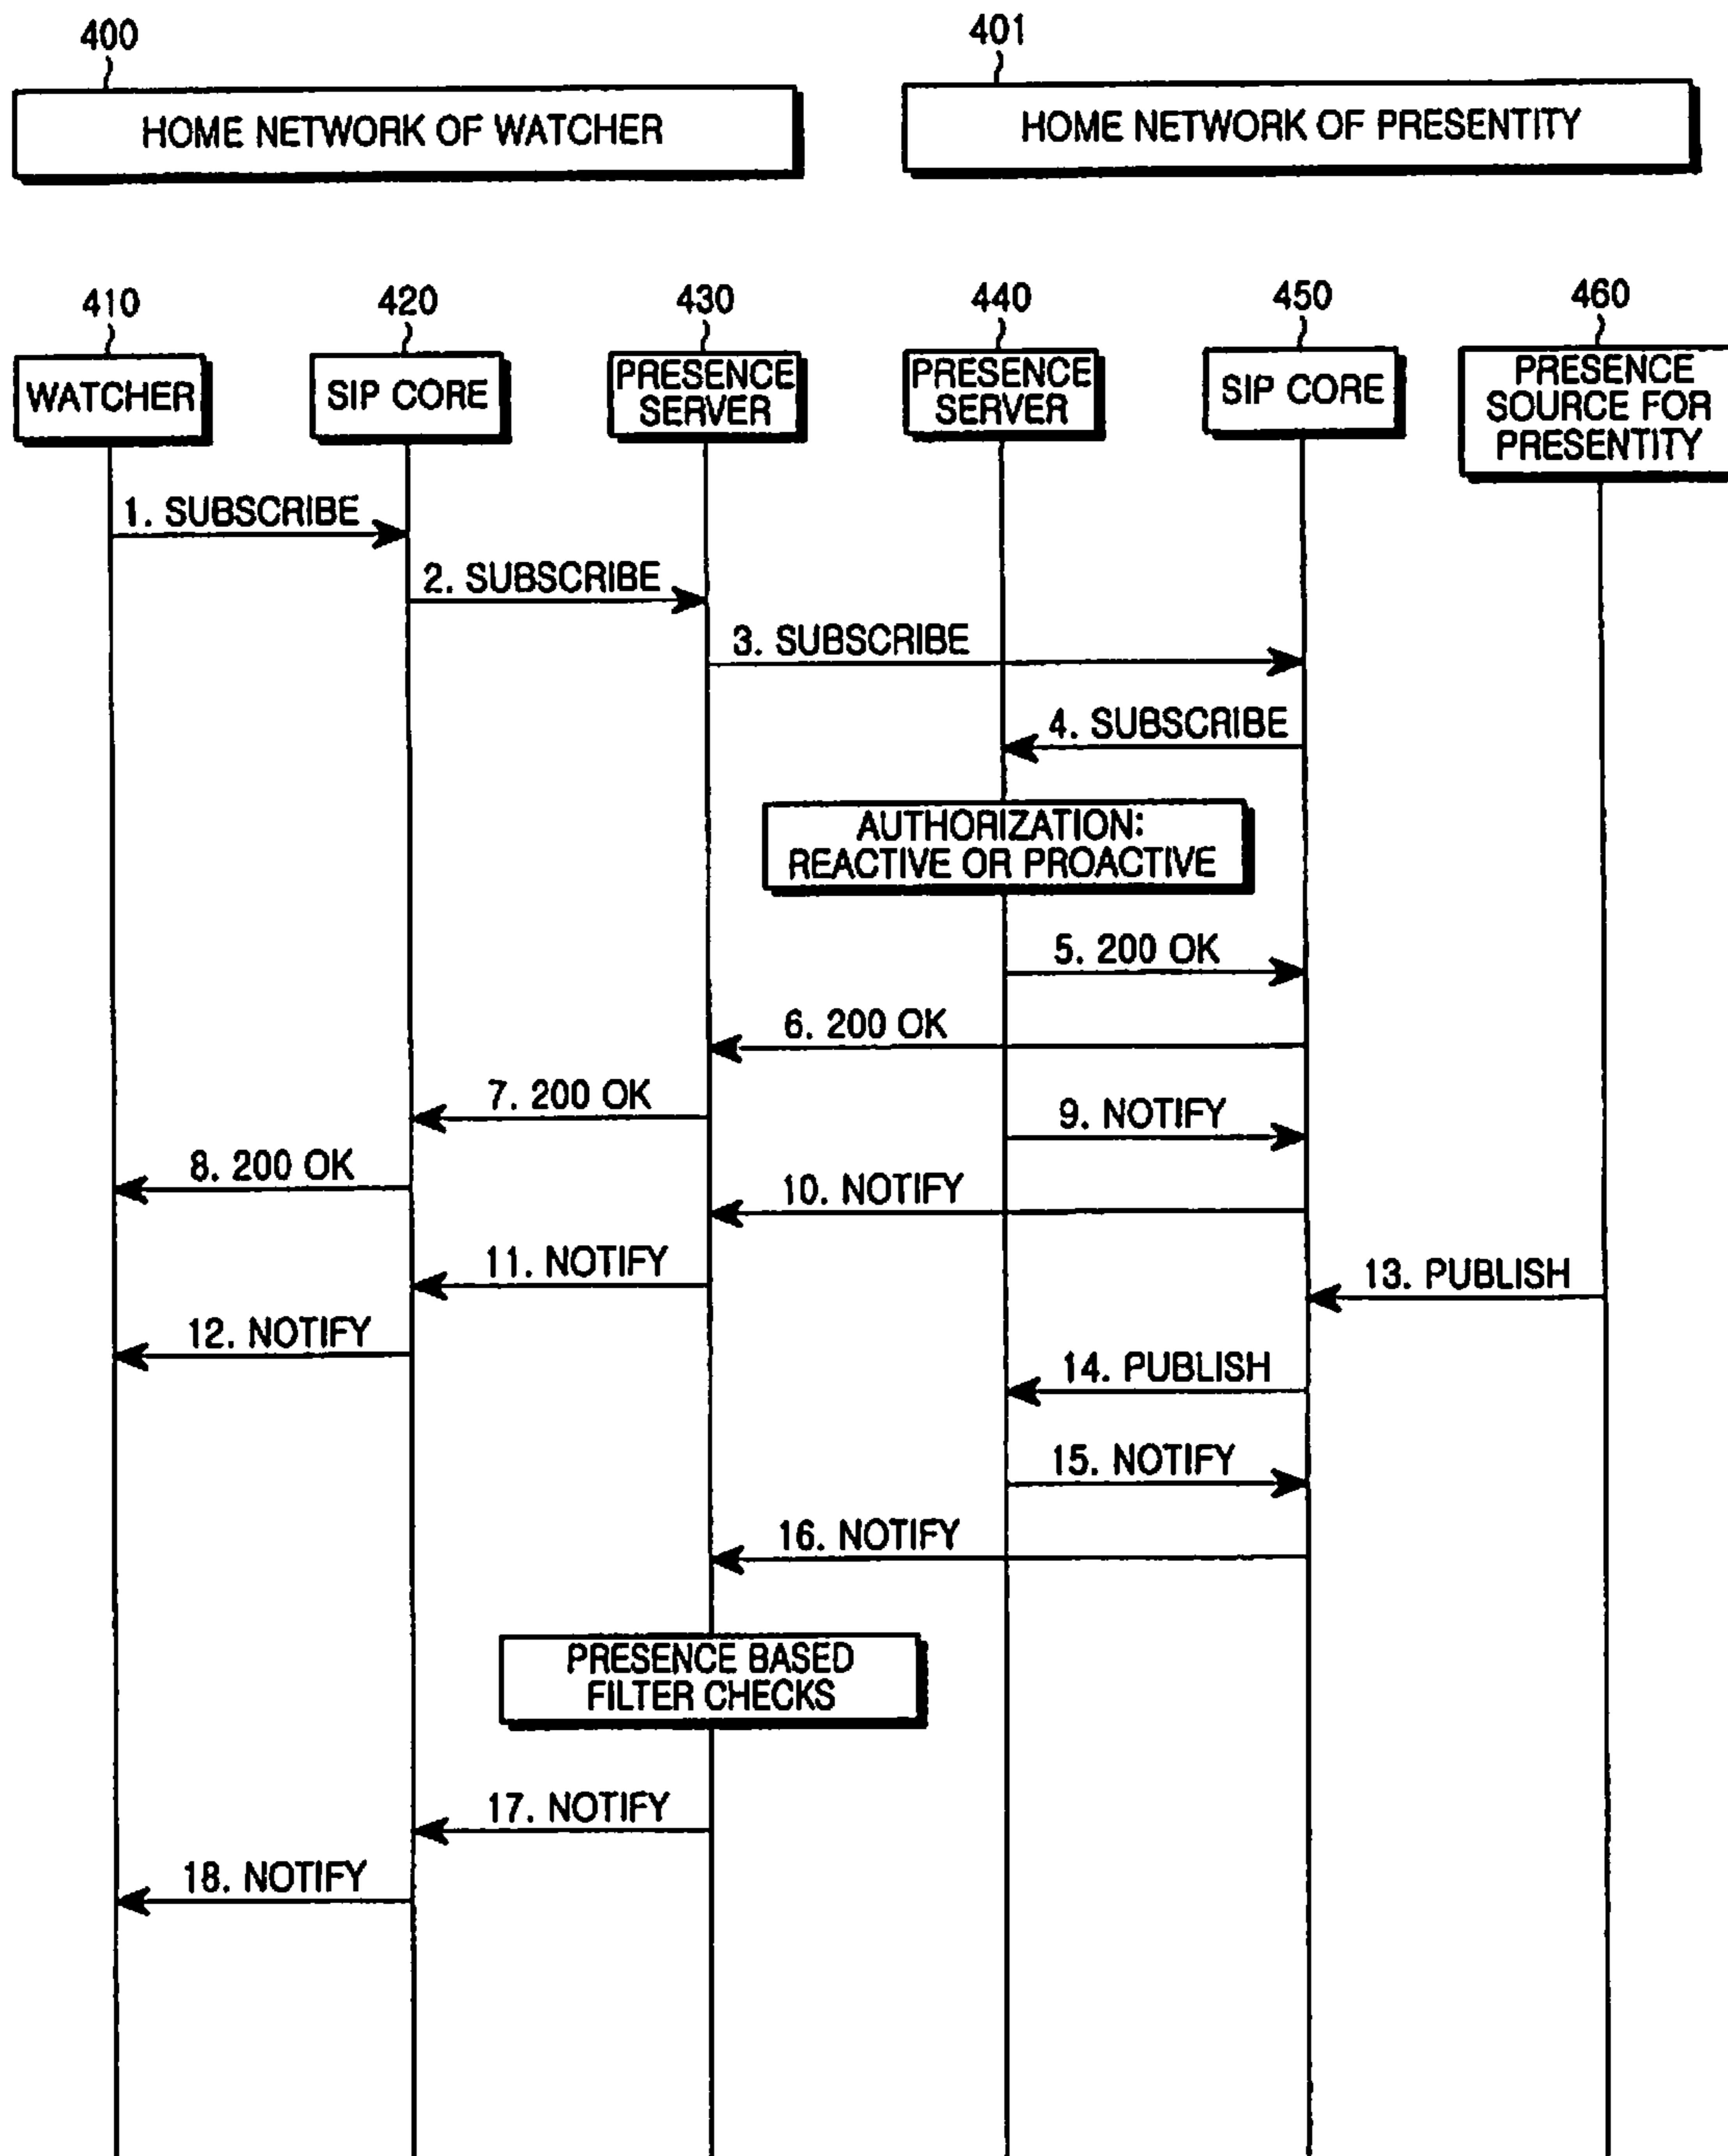 400
401
HOME NETWORK OF WATCHER
HOME NETWORK OF PRESENTITY
410
420
430
440
450
460
WATCHER
SIP CORE
PRESENCE
SERVER
PRESENCE
SERVER
SIP CORE
PRESENCE
SOURCE FOR
PRESENTITY
1. SUBSCRIBE
2. SUBSCRIBE
3. SUBSCRIBE
4. SUBSCRIBE
AUTHORIZATION:
REACTIVE OR PROACTIVE
5. 200 OK
6. 200 OK
7. 200 OK
9. NOTIFY
8. 200 OK
10. NOTIFY
11. NOTIFY
13. PUBLISH
12. NOTIFY
14. PUBLISH
15. NOTIFY
16. NOTIFY
PRESENCE BASED
FILTER CHECKS
17. NOTIFY
18. NOTIFY